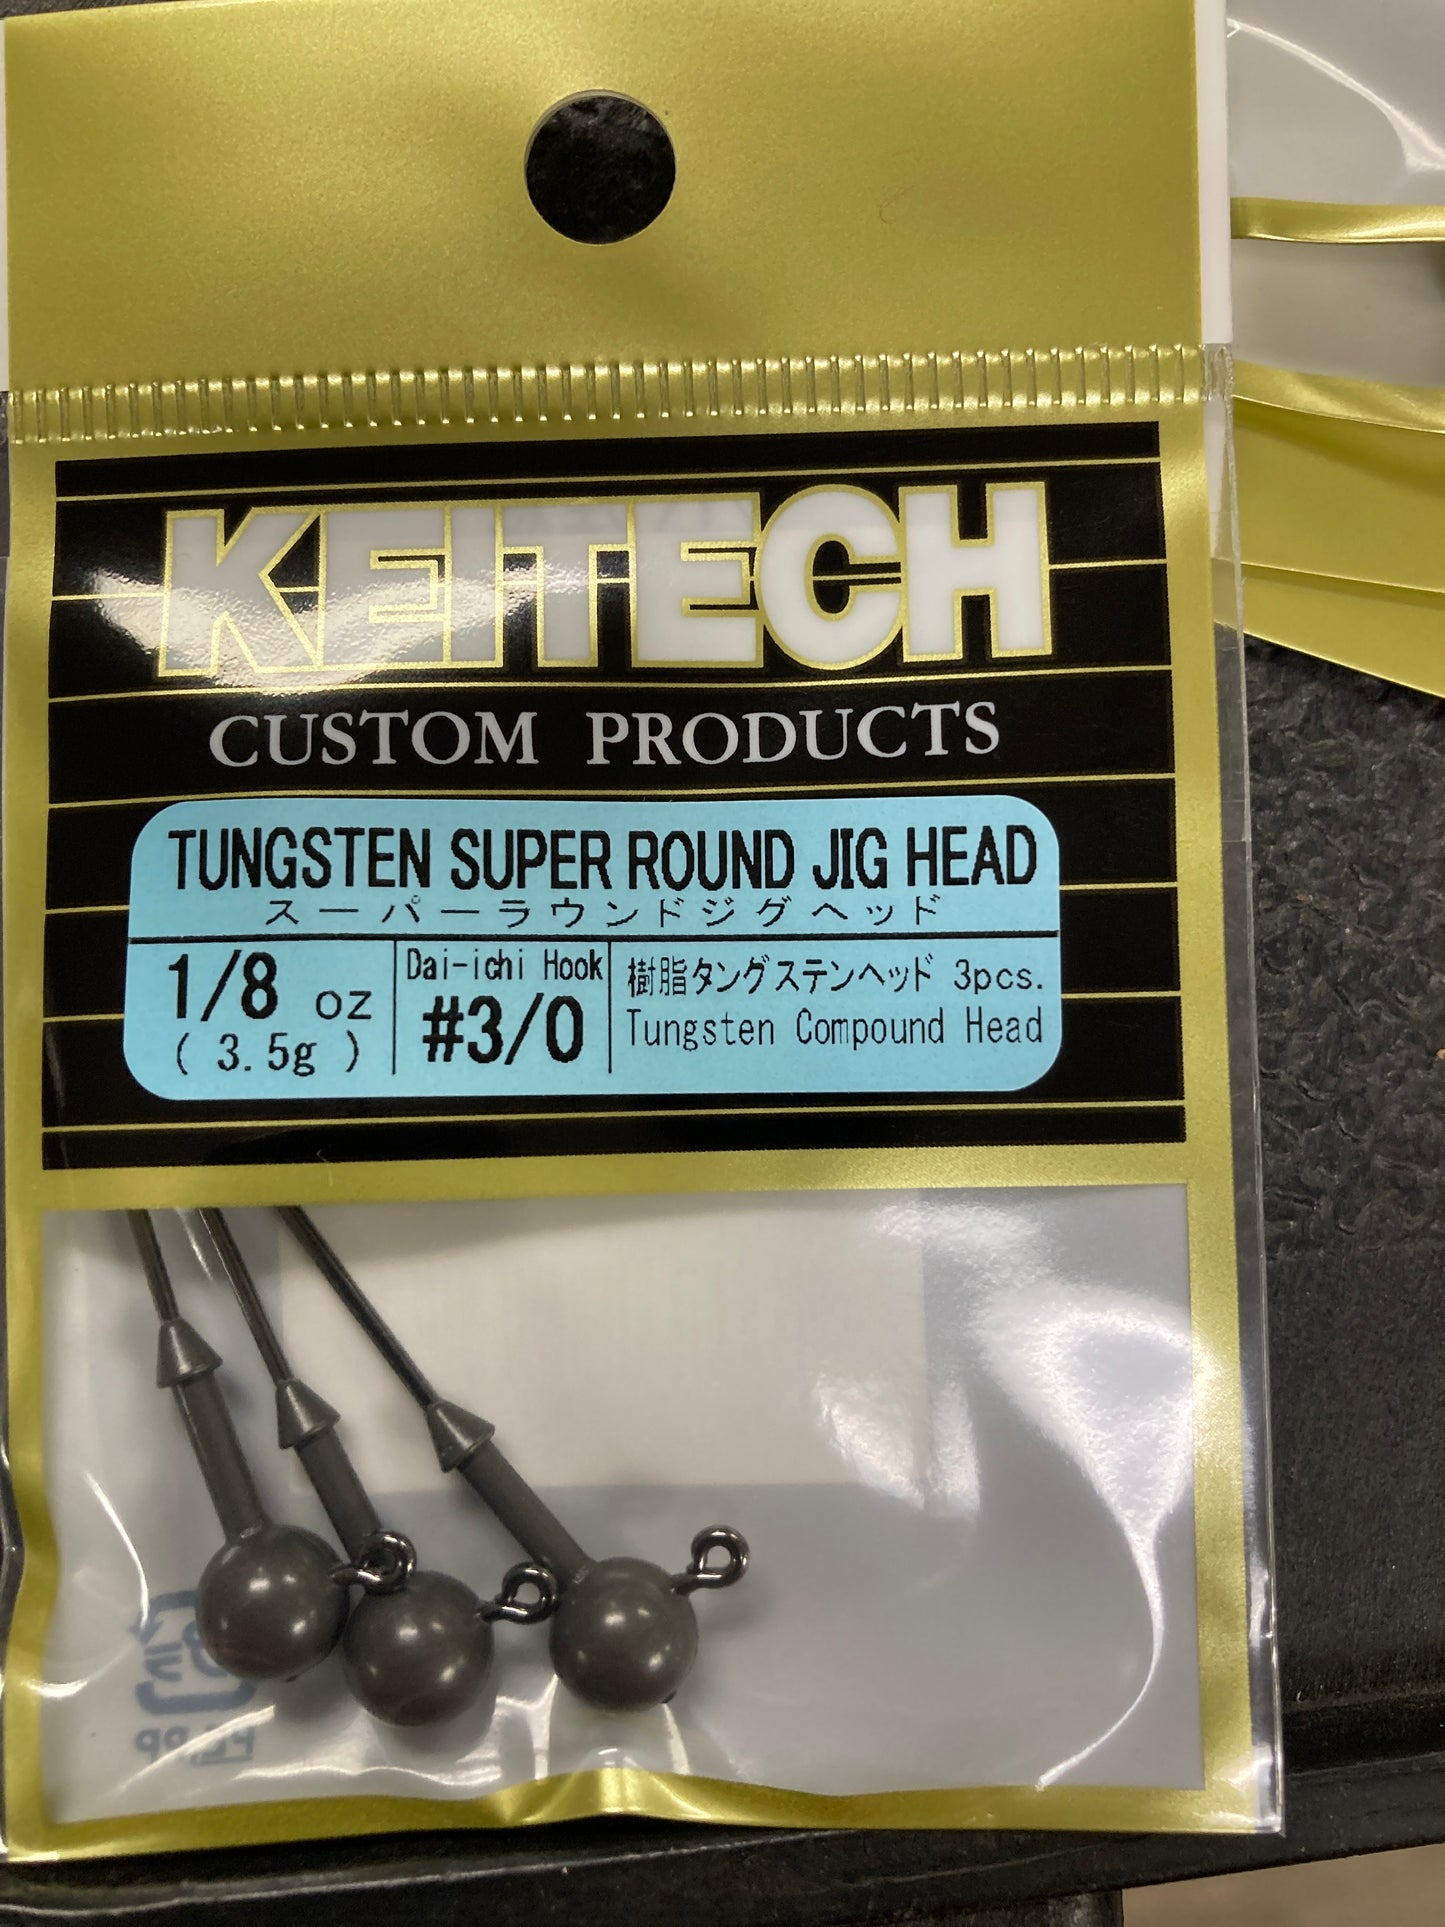 KEITECH
CUSTOM PRODUCTS
TUNGSTEN SUPER ROUND JIG HEAD
スーパーラウンドジグヘッド
1/8 oz
( 3.5g )
Dai-ichi Hook
#3/0
樹脂タングステンヘッド 3pcs.
Tungsten Compound Head